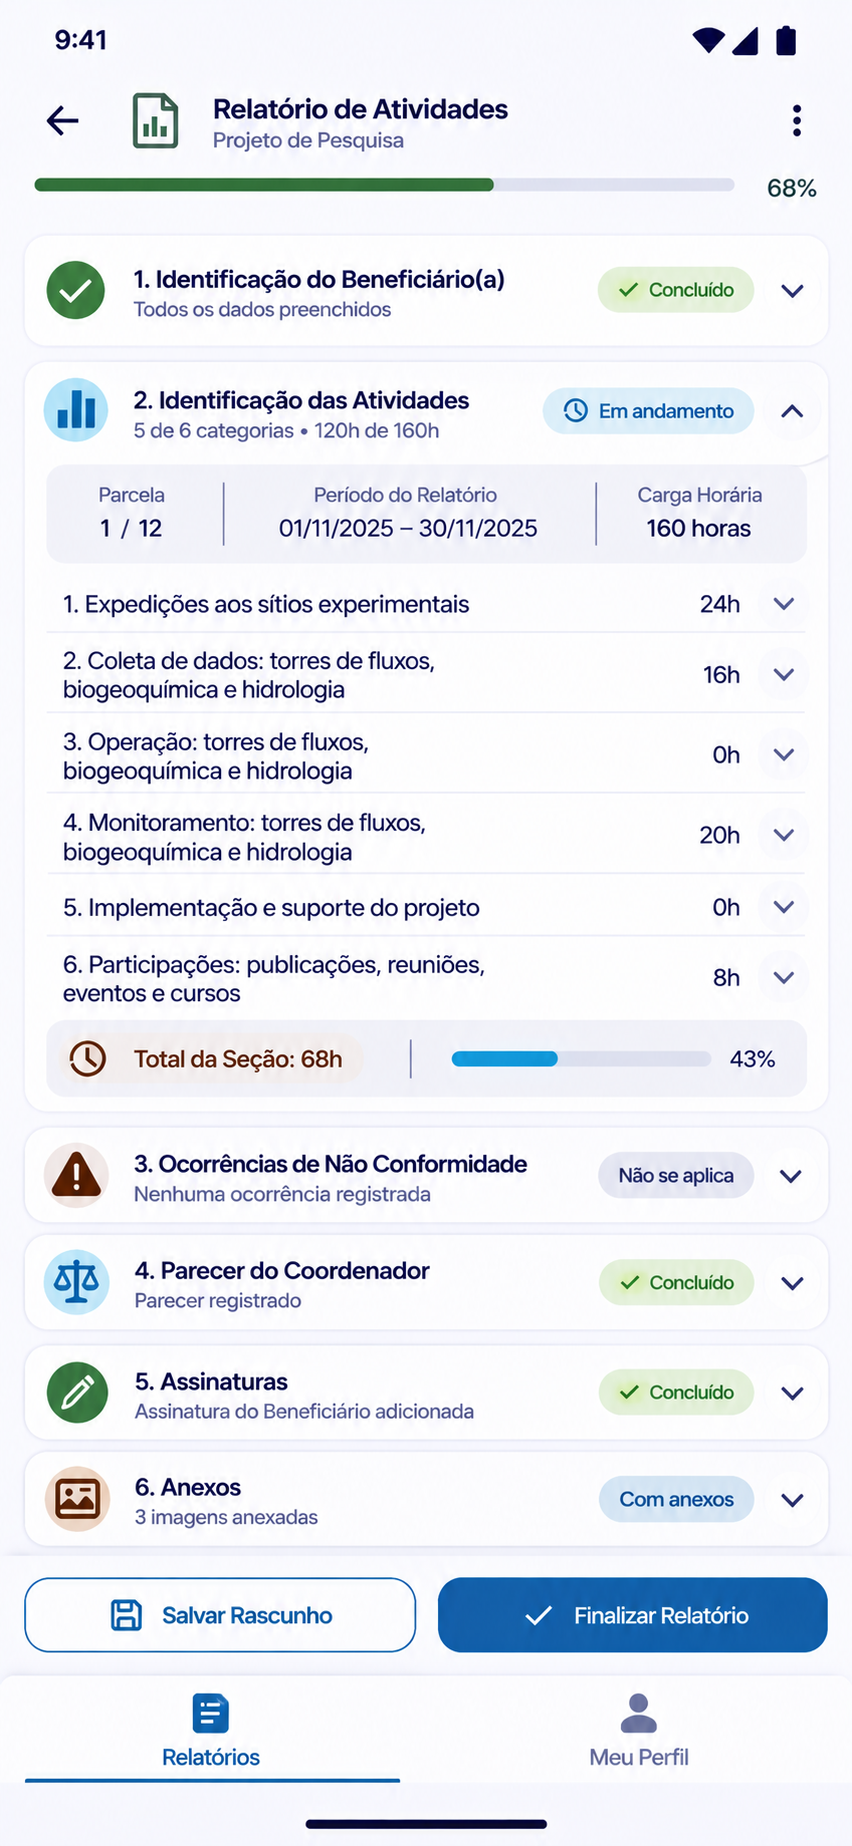 9:41
Relatório de Atividades
Projeto de Pesquisa
68%
1. Identificação do Beneficiário(a)
Todos os dados preenchidos
Concluído
2. Identificação das Atividades
5 de 6 categorias • 120h de 160h
Em andamento
Parcela
1 / 12
Período do Relatório
01/11/2025 – 30/11/2025
Carga Horária
160 horas
1. Expedições aos sítios experimentais
24h
2. Coleta de dados: torres de fluxos,
biogeoquímica e hidrologia
16h
3. Operação: torres de fluxos,
biogeoquímica e hidrologia
0h
4. Monitoramento: torres de fluxos,
biogeoquímica e hidrologia
20h
5. Implementação e suporte do projeto
0h
6. Participações: publicações, reuniões,
eventos e cursos
8h
Total da Seção: 68h
43%
3. Ocorrências de Não Conformidade
Nenhuma ocorrência registrada
Não se aplica
4. Parecer do Coordenador
Parecer registrado
Concluído
5. Assinaturas
Assinatura do Beneficiário adicionada
Concluído
6. Anexos
3 imagens anexadas
Com anexos
Salvar Rascunho
Finalizar Relatório
Relatórios
Meu Perfil